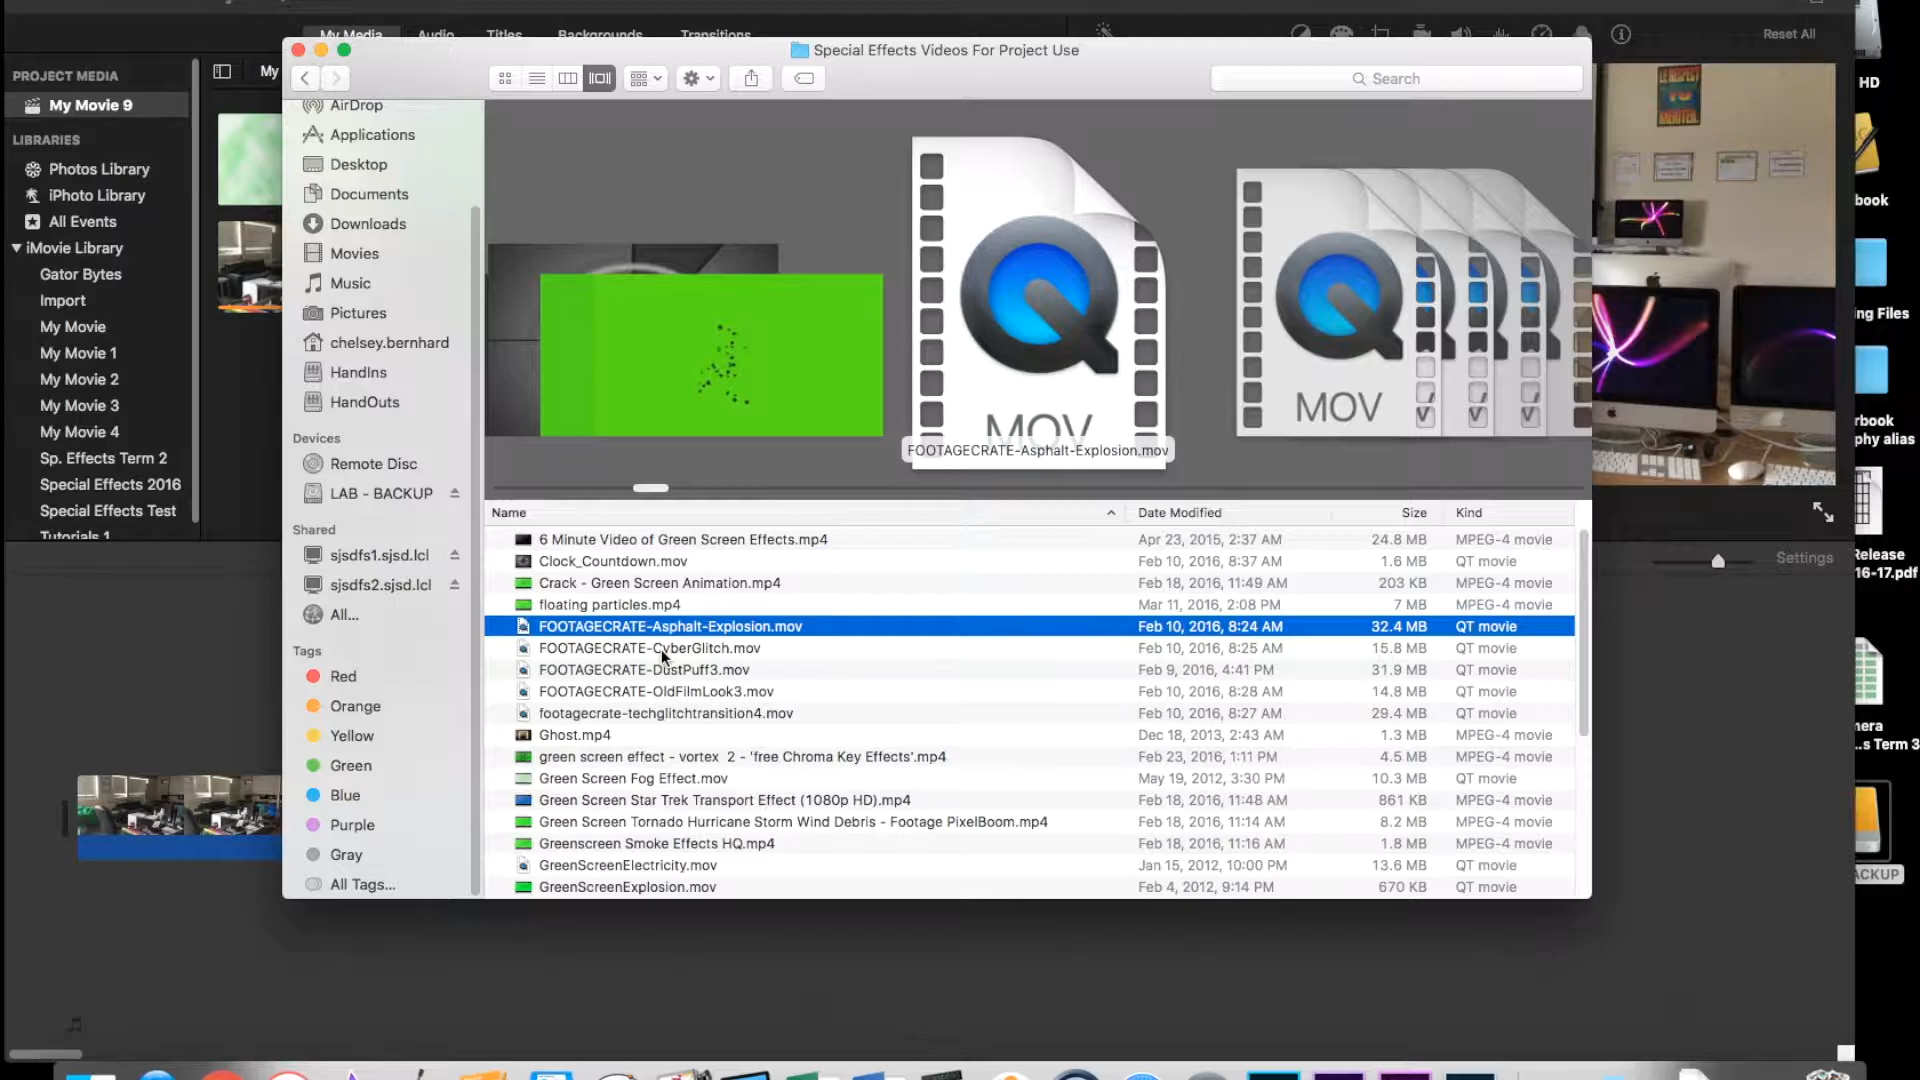 My Media
Audio
Titles
Backgrounds
Transitions
Reset All
PROJECT MEDIA
My Movie 9
LIBRARIES
Photos Library
iPhoto Library
All Events
iMovie Library
Gator Bytes
Import
My Movie
My Movie 1
My Movie 2
My Movie 3
My Movie 4
Sp. Effects Term 2
Special Effects 2016
Special Effects Test
Tutorials 1
My
Special Effects Videos For Project Use
Search
AirDrop
Applications
Desktop
Documents
Downloads
Movies
Music
Pictures
chelsey.bernhard
HandIns
HandOuts
Devices
Remote Disc
LAB - BACKUP
Shared
sjsdfs1.sjsd.lcl
sjsdfs2.sjsd.lcl
All...
Tags
Red
Orange
Yellow
Green
Blue
Purple
Gray
All Tags...
MOV
MOV
FOOTAGECRATE-Asphalt-Explosion.mov
Name Date Modified Size Kind
6 Minute Video of Green Screen Effects.mp4 Apr 23, 2015, 2:37 AM 24.8 MB MPEG-4 movie
Clock_Countdown.mov Feb 10, 2016, 8:37 AM 1.6 MB QT movie
Crack - Green Screen Animation.mp4 Feb 18, 2016, 11:49 AM 203 KB MPEG-4 movie
floating particles.mp4 Mar 11, 2016, 2:08 PM 7 MB MPEG-4 movie
FOOTAGECRATE-Asphalt-Explosion.mov Feb 10, 2016, 8:24 AM 32.4 MB QT movie
FOOTAGECRATE-CyberGlitch.mov Feb 10, 2016, 8:25 AM 15.8 MB QT movie
FOOTAGECRATE-DustPuff3.mov Feb 9, 2016, 4:41 PM 31.9 MB QT movie
FOOTAGECRATE-OldFilmLook3.mov Feb 10, 2016, 8:28 AM 14.8 MB QT movie
footagecrate-techglitchtransition4.mov Feb 10, 2016, 8:27 AM 29.4 MB QT movie
Ghost.mp4 Dec 18, 2013, 2:43 AM 1.3 MB MPEG-4 movie
green screen effect - vortex 2 - 'free Chroma Key Effects'.mp4 Feb 23, 2016, 1:11 PM 4.5 MB MPEG-4 movie
Green Screen Fog Effect.mov May 19, 2012, 3:30 PM 10.3 MB QT movie
Green Screen Star Trek Transport Effect (1080p HD).mp4 Feb 18, 2016, 11:48 AM 861 KB MPEG-4 movie
Green Screen Tornado Hurricane Storm Wind Debris - Footage PixelBoom.mp4 Feb 18, 2016, 11:14 AM 8.2 MB MPEG-4 movie
Greenscreen Smoke Effects HQ.mp4 Feb 18, 2016, 11:16 AM 1.8 MB MPEG-4 movie
GreenScreenElectricity.mov Jan 15, 2012, 10:00 PM 13.6 MB QT movie
GreenScreenExplosion.mov Feb 4, 2012, 9:14 PM 670 KB QT movie
Settings
HD
book
ing Files
rbook
phy alias
Release
16-17.pdf
nera
...s Term 3
ACKUP